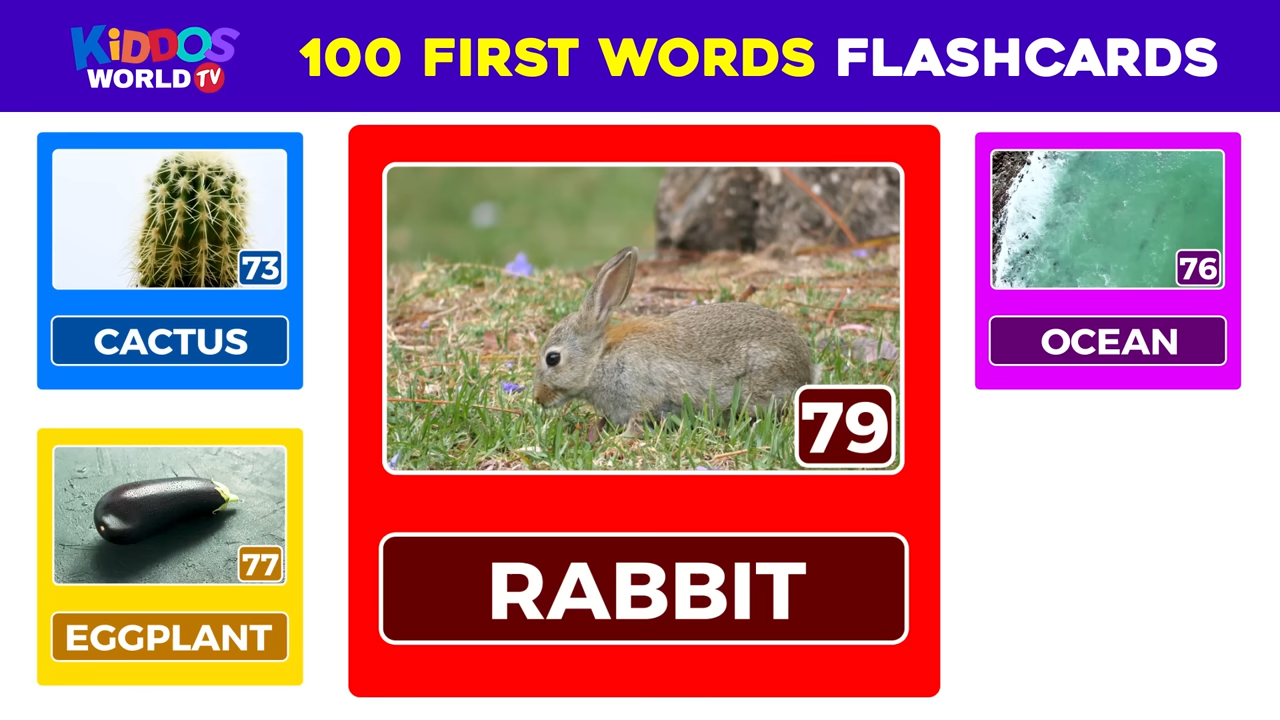 KiDDOS
WORLD TV
100 FIRST WORDS FLASHCARDS
73
CACTUS
77
EGGPLANT
79
RABBIT
76
OCEAN